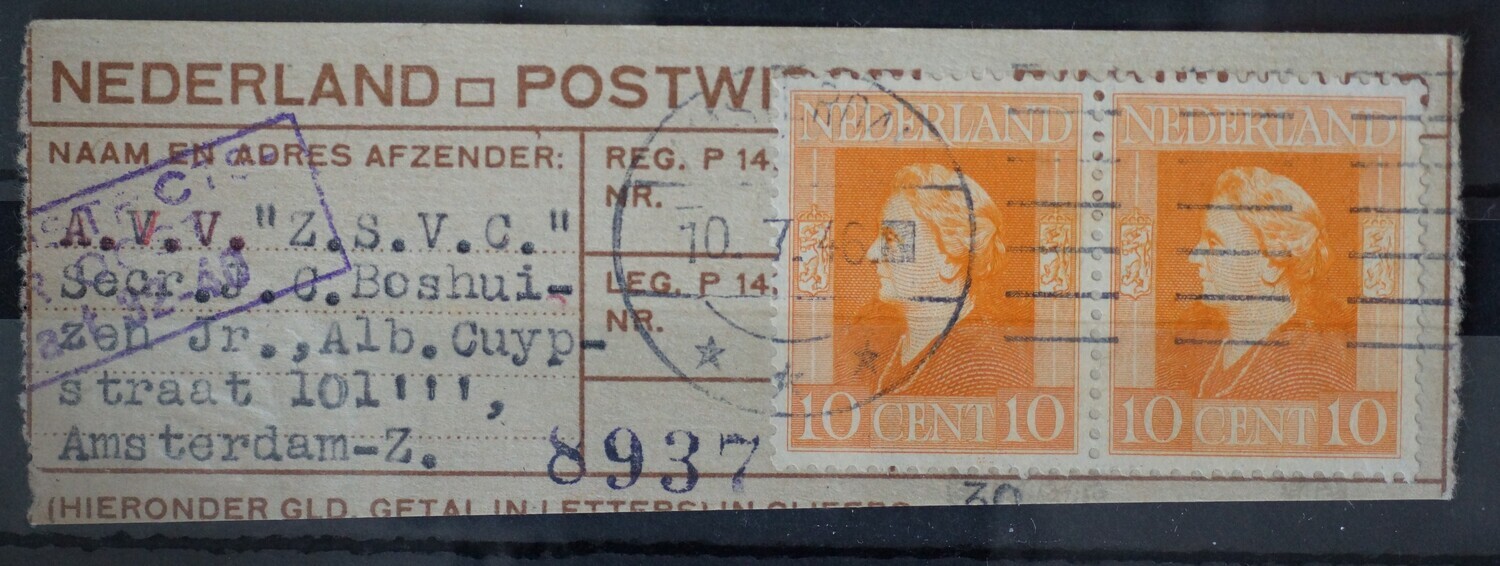 NEDERLAND □ POSTWI
NAAM EN ADRES AFZENDER:
A.V.V. "Z.S.V.C."
Secr.J.C.Boshui-
zen Jr.,Alb.Cuyp-
straat 101''',
Amsterdam-Z.
REG. P 14.
NR.
LEG. P 14.
NR.
8937
10.7.46.N
NEDERLAND
10 CENT 10
NEDERLAND
10 CENT 10
(HIERONDER GLD. GETAL IN LETTERS) IN CIJFERS
30